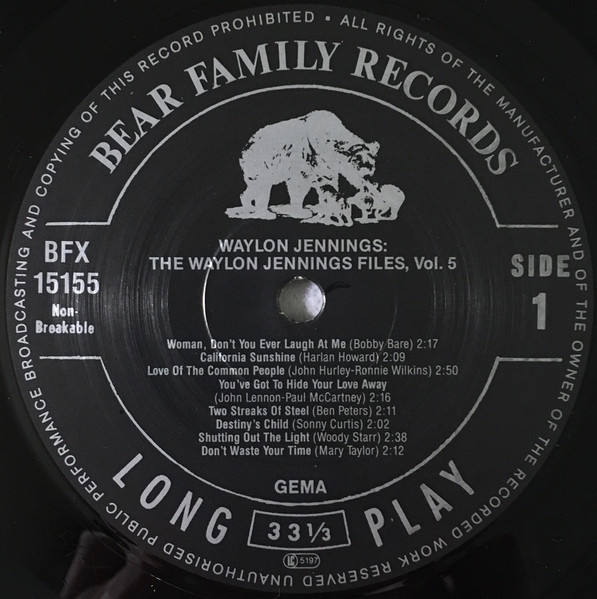 UNAUTHORISED PUBLIC PERFORMANCE BROADCASTING AND COPYING OF THIS RECORD PROHIBITED ▪ ALL RIGHTS OF THE MANUFACTURER AND OF THE OWNER OF THE RECORDED WORK RESERVED
BEAR FAMILY RECORDS
WAYLON JENNINGS:
THE WAYLON JENNINGS FILES, Vol. 5
BFX
15155
Non-
Breakable
SIDE
1
Woman, Don't You Ever Laugh At Me (Bobby Bare) 2:17
California Sunshine (Harlan Howard) 2:09
Love Of The Common People (John Hurley-Ronnie Wilkins) 2:50
You've Got To Hide Your Love Away
(John Lennon-Paul McCartney) 2:16
Two Streaks Of Steel (Ben Peters) 2:11
Destiny's Child (Sonny Curtis) 2:02
Shutting Out The Light (Woody Starr) 2:38
Don't Waste Your Time (Mary Taylor) 2:12
GEMA
LONG PLAY
33 1/3
LC 5197